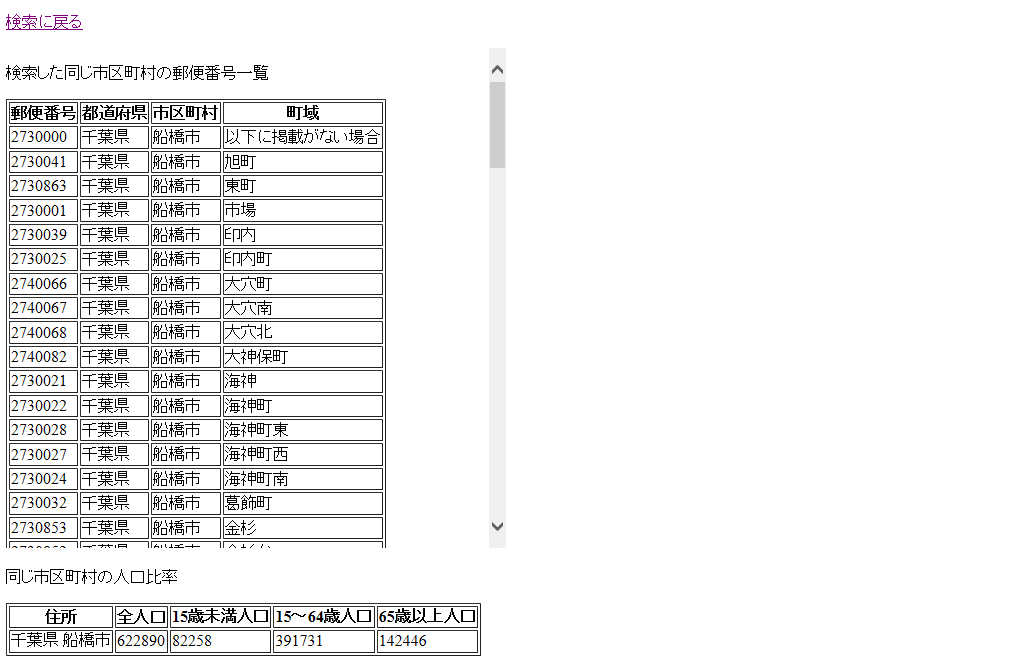 検索に戻る
検索した同じ市区町村の郵便番号一覧
郵便番号 都道府県 市区町村 町域
2730000 千葉県 船橋市 以下に掲載がない場合
2730041 千葉県 船橋市 旭町
2730863 千葉県 船橋市 東町
2730001 千葉県 船橋市 市場
2730039 千葉県 船橋市 印内
2730025 千葉県 船橋市 印内町
2740066 千葉県 船橋市 大穴町
2740067 千葉県 船橋市 大穴南
2740068 千葉県 船橋市 大穴北
2740082 千葉県 船橋市 大神保町
2730021 千葉県 船橋市 海神
2730022 千葉県 船橋市 海神町
2730028 千葉県 船橋市 海神町東
2730027 千葉県 船橋市 海神町西
2730024 千葉県 船橋市 海神町南
2730032 千葉県 船橋市 葛飾町
2730853 千葉県 船橋市 金杉
同じ市区町村の人口比率
住所 全人口 15歳未満人口 15～64歳人口 65歳以上人口
千葉県 船橋市 622890 82258 391731 142446